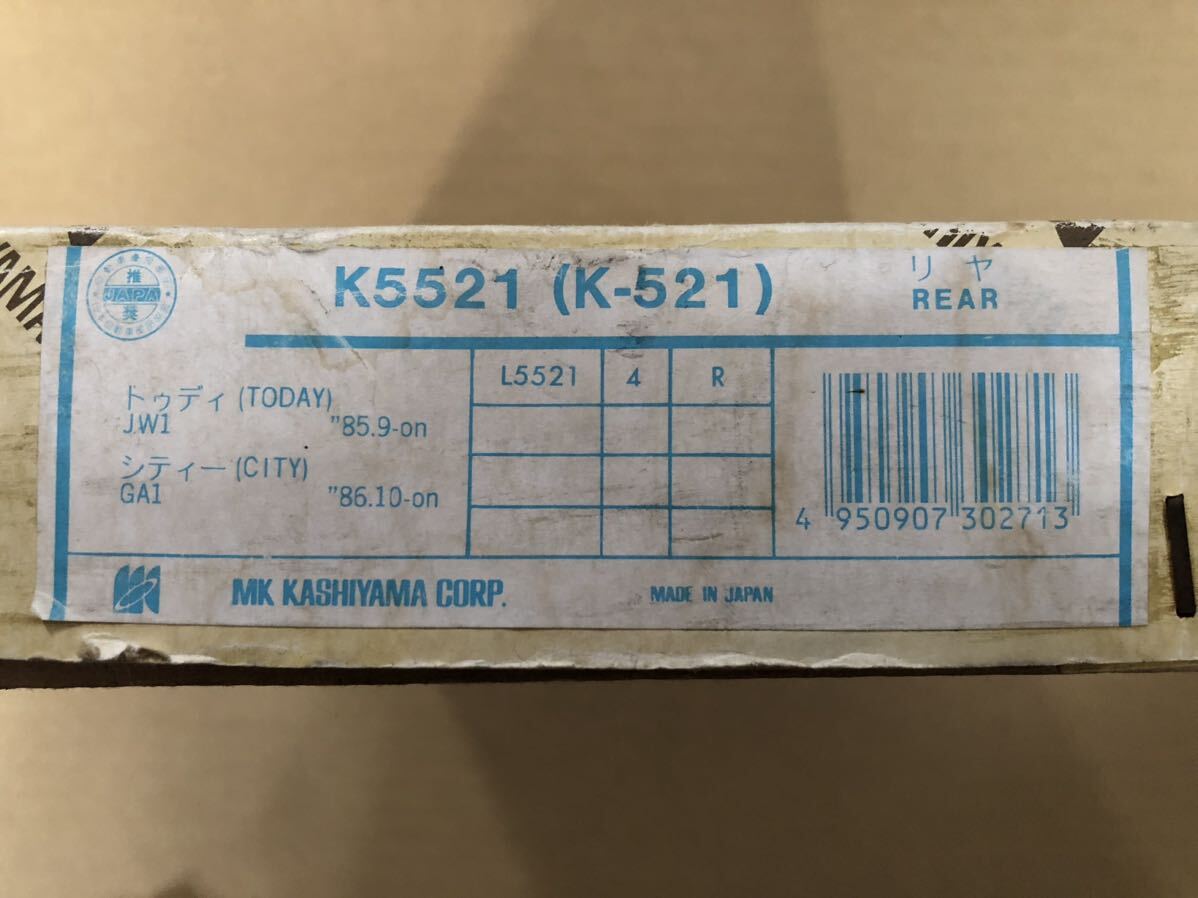 推
JAPA
奨
K5521 (K-521)
リヤ
REAR
L5521 4 R
トゥディ (TODAY)
JW1 "85.9-on
シティー (CITY)
GA1 "86.10-on
4 950907 302713
MK KASHIYAMA CORP.
MADE IN JAPAN